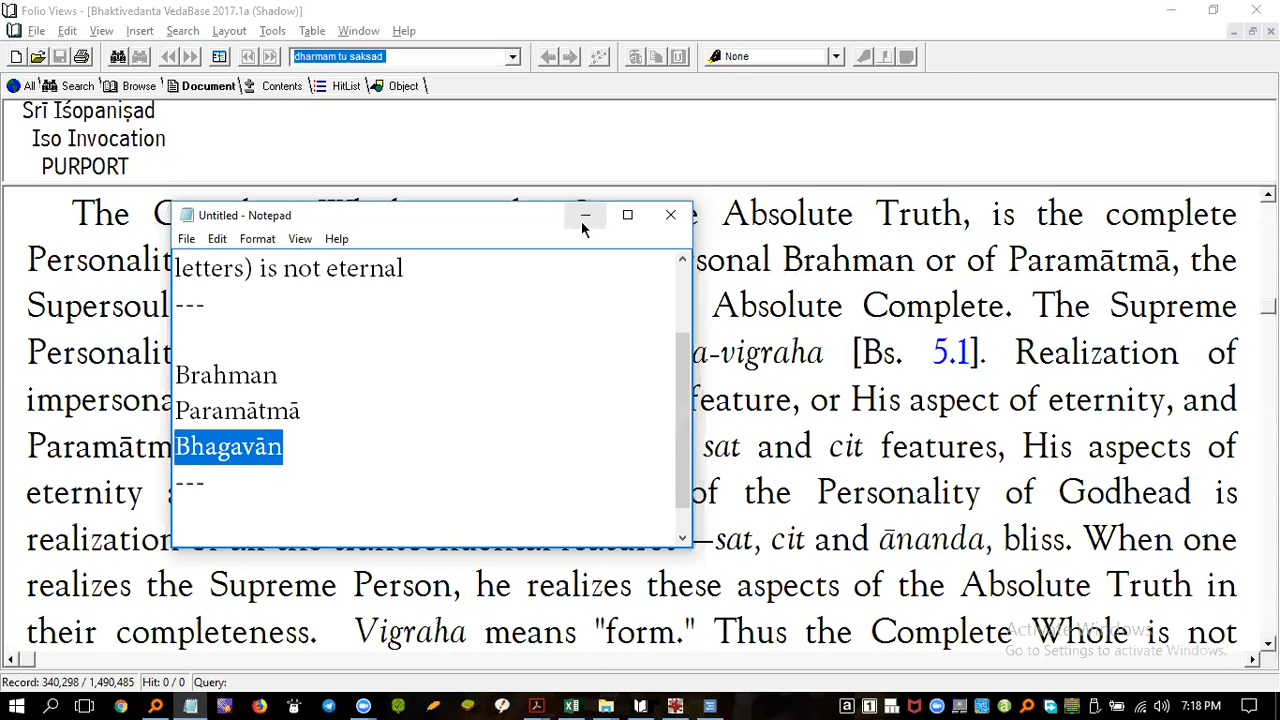 Folio Views - [Bhaktivedanta VedaBase 2017.1a (Shadow)]
File Edit View Insert Search Layout Tools Table Window Help
dharmam tu saksad
None
All Search Browse Document Contents HitList Object
Srī Iśopaniṣad
Iso Invocation
PURPORT
The C e Absolute Truth, is the complete
Personali sonal Brahman or of Paramātmā, the
Supersoul Absolute Complete. The Supreme
Personalit a-vigraha [Bs. 5.1]. Realization of
impersona feature, or His aspect of eternity, and
Paramātm sat and cit features, His aspects of
eternity of the Personality of Godhead is
realization of all the transcendental features—sat, cit and ānanda, bliss. When one
realizes the Supreme Person, he realizes these aspects of the Absolute Truth in
their completeness. Vigraha means "form." Thus the Complete Whole is not
Untitled - Notepad
File Edit Format View Help
letters) is not eternal
---
Brahman
Paramātmā
Bhagavān
---
Activate Windows
Go to Settings to activate Windows.
Record: 340,298 / 1,490,485 Hit: 0 / 0 Query:
7:18 PM